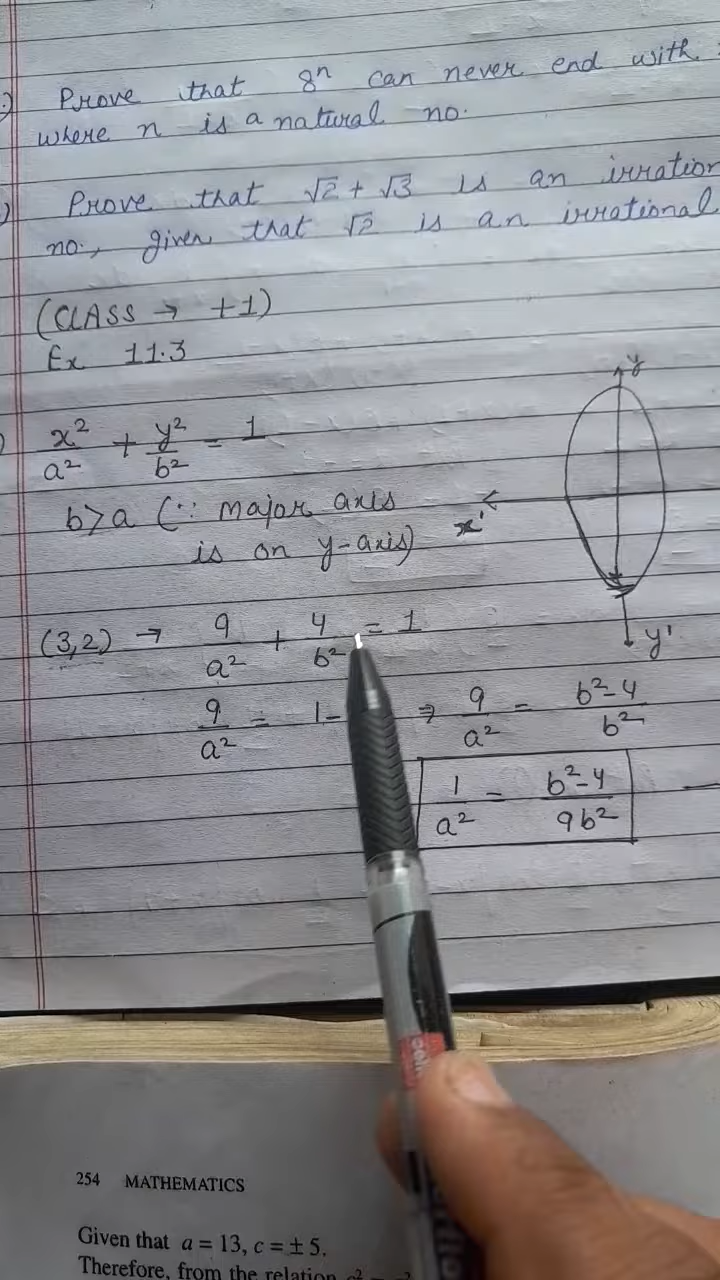 Prove that 8ⁿ can never end with
where n is a natural no.
Prove that √2 + √3 is an
no., given that √2 is an irrational
(CLASS → +1)
Ex 11.3
x²/a² + y²/b² = 1
b>a (∵ major axis
is on y-axis)
y
x'
y'
(3,2) → 9/a² + 4/b² = 1
9/a² = 1- ⇒ 9/a² = b²-4/b²
1/a² = b²-4/9b²
254 MATHEMATICS
Given that a = 13, c = ± 5.
Therefore, from the relation